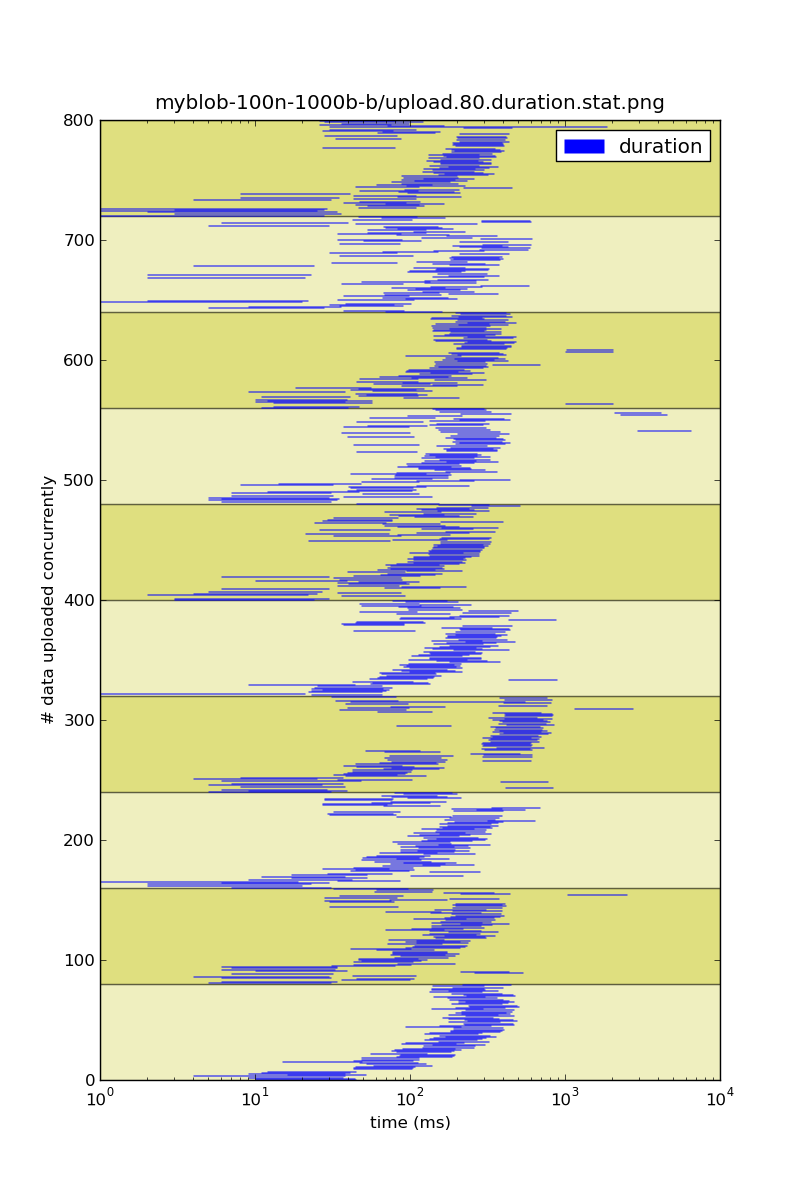 myblob-100n-1000b-b/upload.80.duration.stat.png
duration
800
700
600
500
400
300
200
100
0
# data uploaded concurrently
10^0 10^1 10^2 10^3 10^4
time (ms)